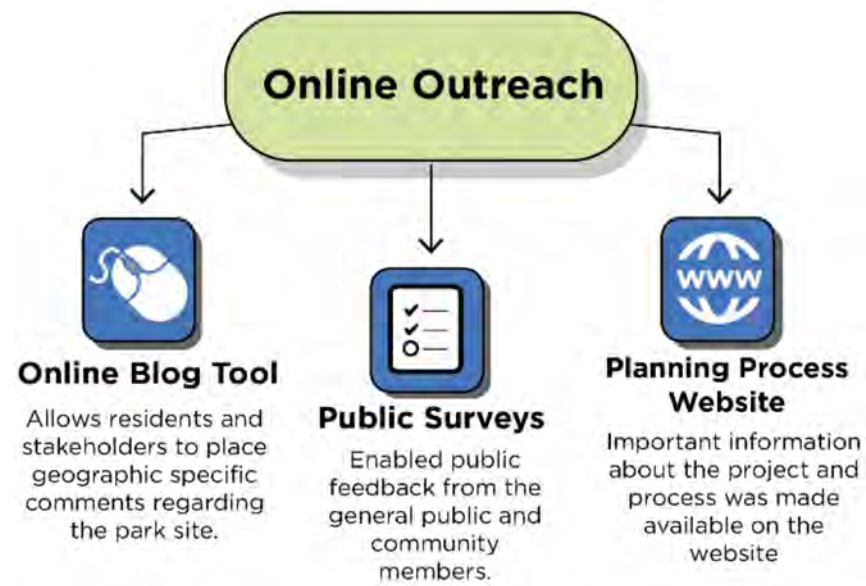 Online Outreach
Online Blog Tool
Allows residents and
stakeholders to place
geographic specific
comments regarding
the park site.
Public Surveys
Enabled public
feedback from the
general public and
community
members.
www
Planning Process
Website
Important information
about the project and
process was made
available on the
website